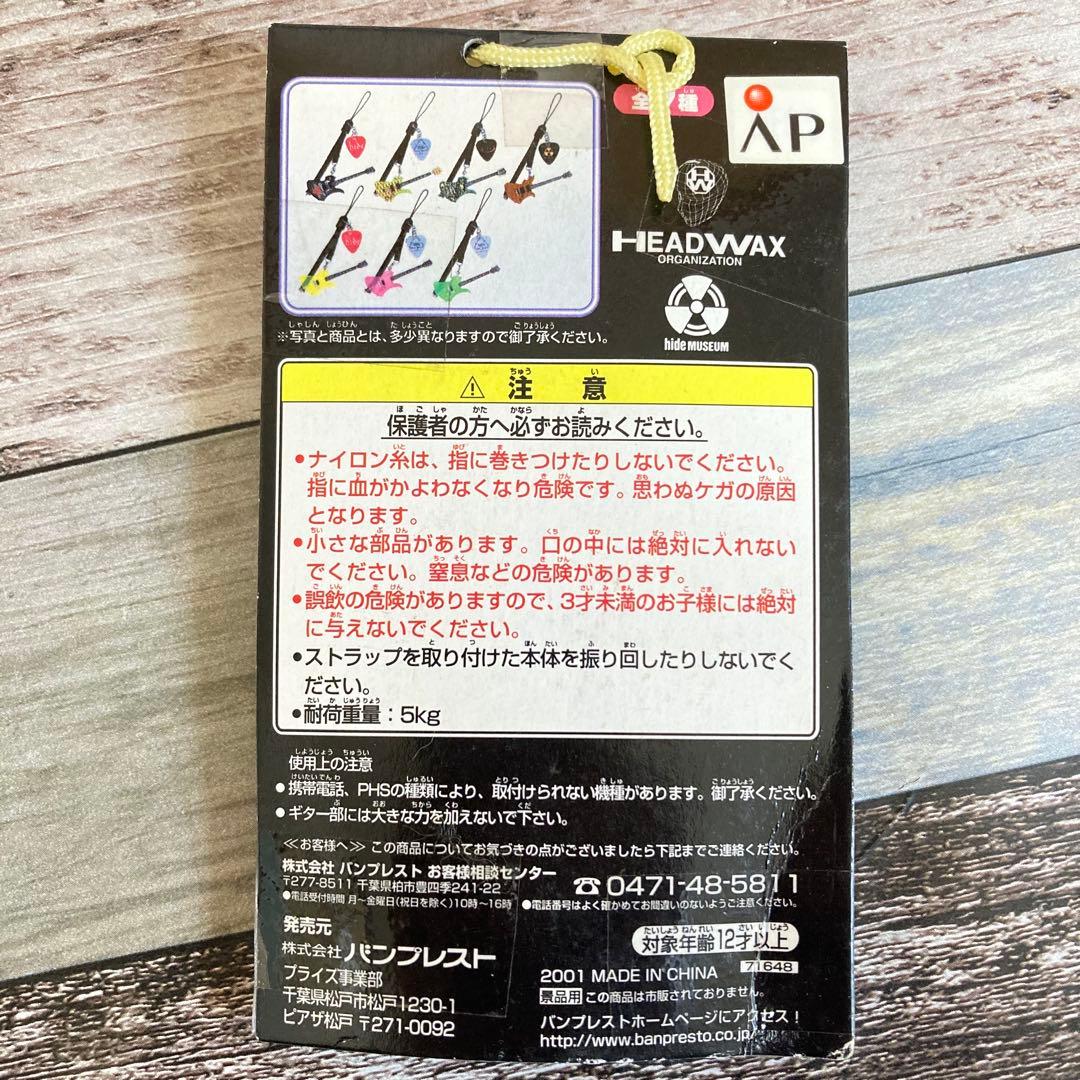 全7種
AP
HW
HEADWAX
ORGANIZATION
hide MUSEUM
hide
hide
※写真と商品とは、多少異なりますので御了承ください。
⚠ 注意
保護者の方へ必ずお読みください。
●ナイロン糸は、指に巻きつけたりしないでください。
指に血がかよわなくなり危険です。思わぬケガの原因
となります。
●小さな部品があります。口の中には絶対に入れない
でください。窒息などの危険があります。
●誤飲の危険がありますので、3才未満のお子様には絶対
に与えないでください。
●ストラップを取り付けた本体を振り回したりしないでく
ださい。
●耐荷重量：5kg
使用上の注意
●携帯電話、PHSの種類により、取付けられない機種があります。御了承ください。
●ギター部には大きな力を加えないで下さい。
≪お客様へ≫ この商品についてお気づきの点がございましたら下記までご連絡ください。
株式会社 バンプレスト お客様相談センター
〒277-8511 千葉県柏市豊四季241-22
☎0471-48-5811
●電話受付時間 月〜金曜日(祝日を除く)10時〜16時
●電話番号はよく確かめてお間違いのないようご注意ください。
発売元
株式会社 バンプレスト
プライズ事業部
千葉県松戸市松戸1230-1
ピアザ松戸 〒271-0092
対象年齢12才以上
2001 MADE IN CHINA
71648
景品用 この商品は市販されておりません。
バンプレストホームページにアクセス！
http://www.banpresto.co.jp/